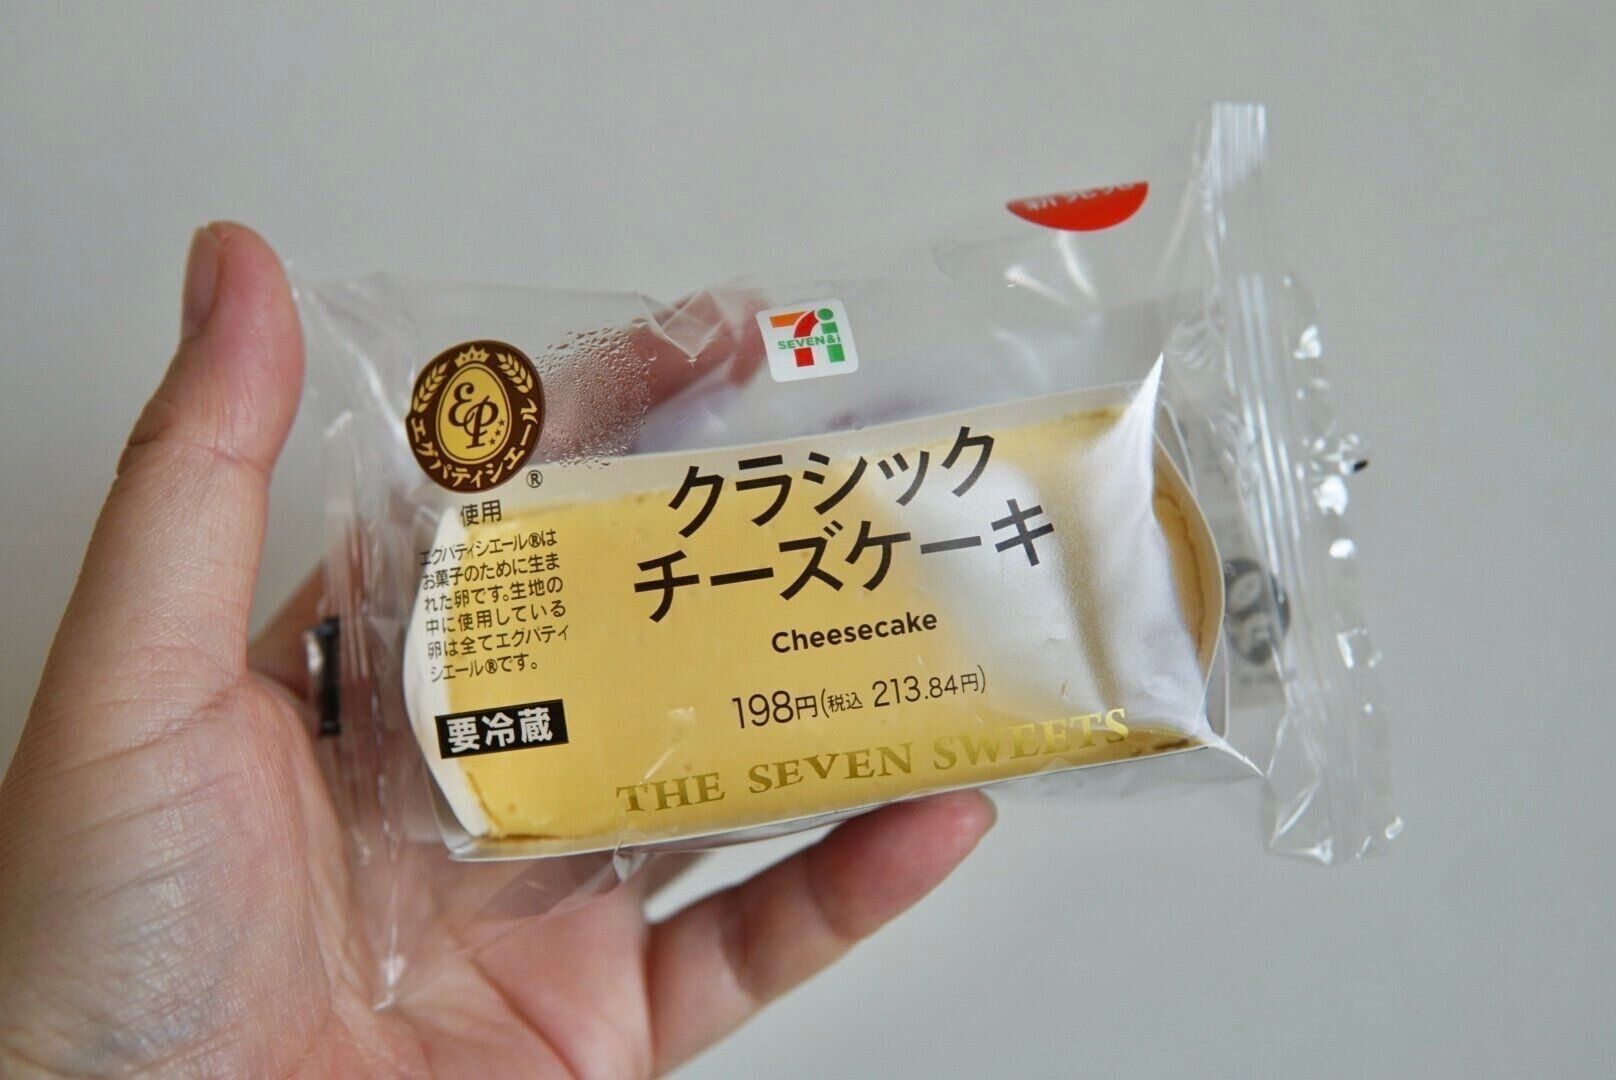 新発売
SEVEN&i
EP
エグパティシエール
®
使用
エグパティシエール®は
お菓子のために生ま
れた卵です。生地の
中に使用している
卵は全てエグパティ
シエール®です。
要冷蔵
クラシック
チーズケーキ
Cheesecake
198円(税込 213.84円)
THE SEVEN SWEETS